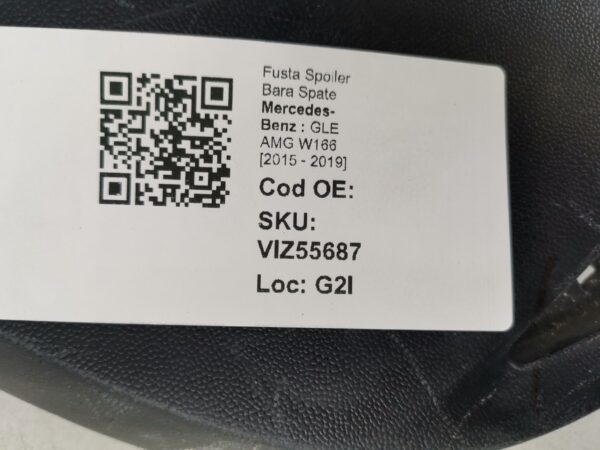 Fusta Spoiler
Bara Spate
Mercedes-
Benz : GLE
AMG W166
[2015 - 2019]
Cod OE:
SKU:
VIZ55687
Loc: G2I